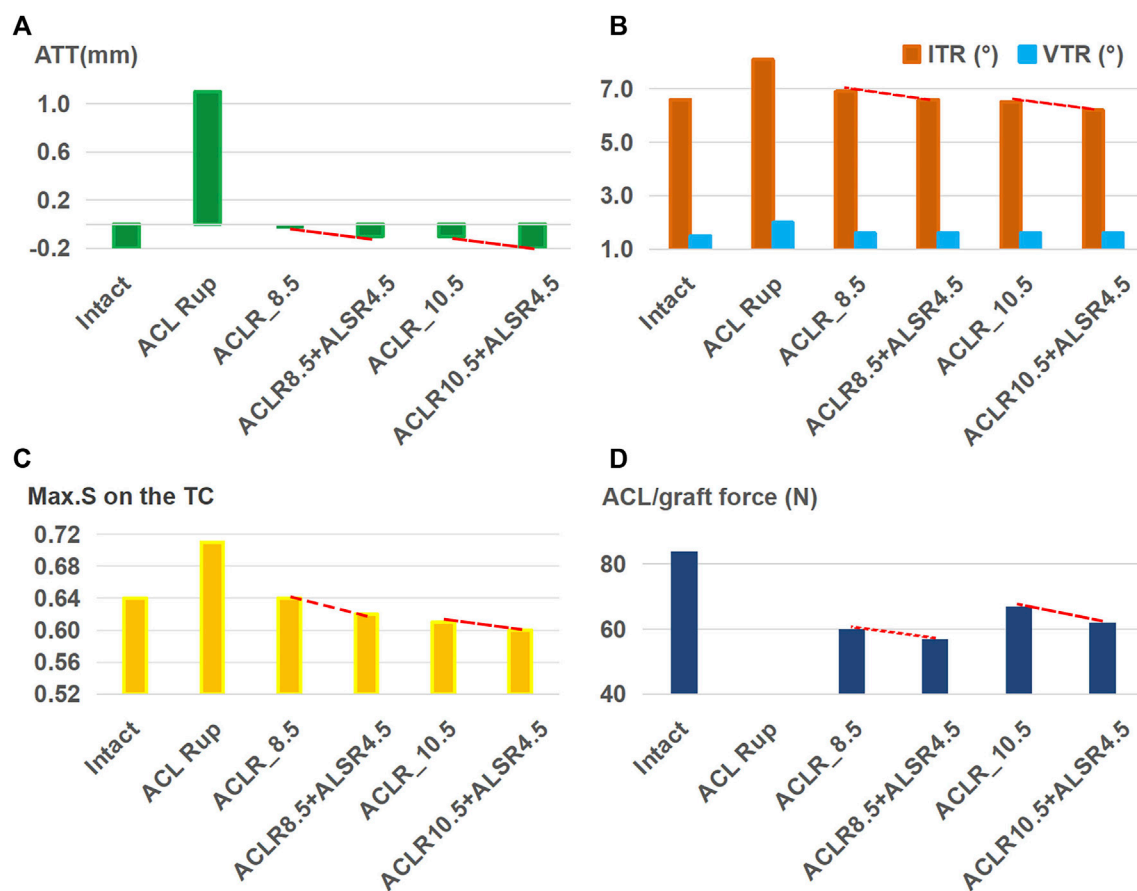 A
ATT(mm)
1.0
0.6
0.2
-0.2
Intact
ACL Rup
ACLR_8.5
ACLR8.5+ALSR4.5
ACLR_10.5
ACLR10.5+ALSR4.5
B
ITR (°) VTR (°)
7.0
5.0
3.0
1.0
Intact
ACL Rup
ACLR_8.5
ACLR8.5+ALSR4.5
ACLR_10.5
ACLR10.5+ALSR4.5
C
Max.S on the TC
0.72
0.68
0.64
0.60
0.56
0.52
Intact
ACL Rup
ACLR_8.5
ACLR8.5+ALSR4.5
ACLR_10.5
ACLR10.5+ALSR4.5
D
ACL/graft force (N)
80
60
40
Intact
ACL Rup
ACLR_8.5
ACLR8.5+ALSR4.5
ACLR_10.5
ACLR10.5+ALSR4.5